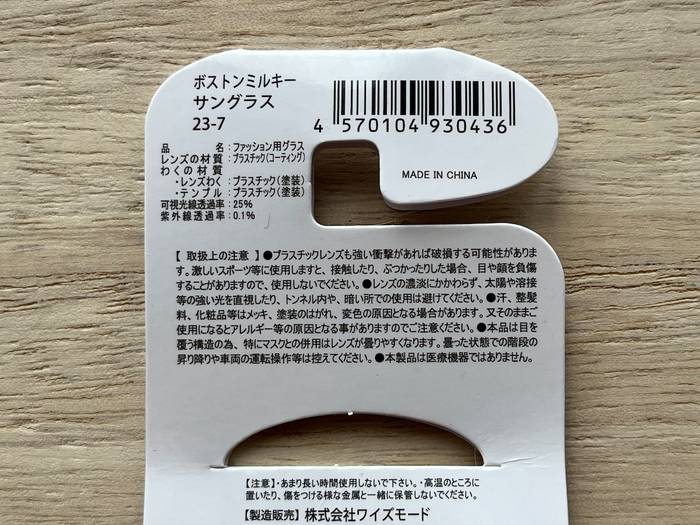 ボストンミルキー
サングラス
23-7
4 570104 930436
MADE IN CHINA
品 名：ファッション用グラス
レンズの材質：プラスチック(コーティング)
わくの材質
・レンズわく：プラスチック(塗装)
・テンプル：プラスチック(塗装)
可視光線透過率：25%
紫外線透過率：0.1%
【 取扱上の注意 】●プラスチックレンズも強い衝撃があれば破損する可能性がありま
す。激しいスポーツ等に使用しますと、接触したり、ぶつかったりした場合、目や顔を負傷
することがありますので、使用しないでください。●レンズの濃淡にかかわらず、太陽や溶接
等の強い光を直視したり、トンネル内や、暗い所での使用は避けてください。●汗、整髪
料、化粧品等はメッキ、塗装のはがれ、変色の原因となる場合があります。又そのままご
使用になるとアレルギー等の原因となる事がありますのでご注意ください。●本品は目を
覆う構造の為、特にマスクとの併用はレンズが曇りやすくなります。曇った状態での階段の
昇り降りや車両の運転操作等は控えてください。●本製品は医療機器ではありません。
【注意】・あまり長い時間使用しないで下さい。・高温のところに
置いたり、傷をつける様な金属と一緒に保管しないでください。
【製造販売】 株式会社ワイズモード